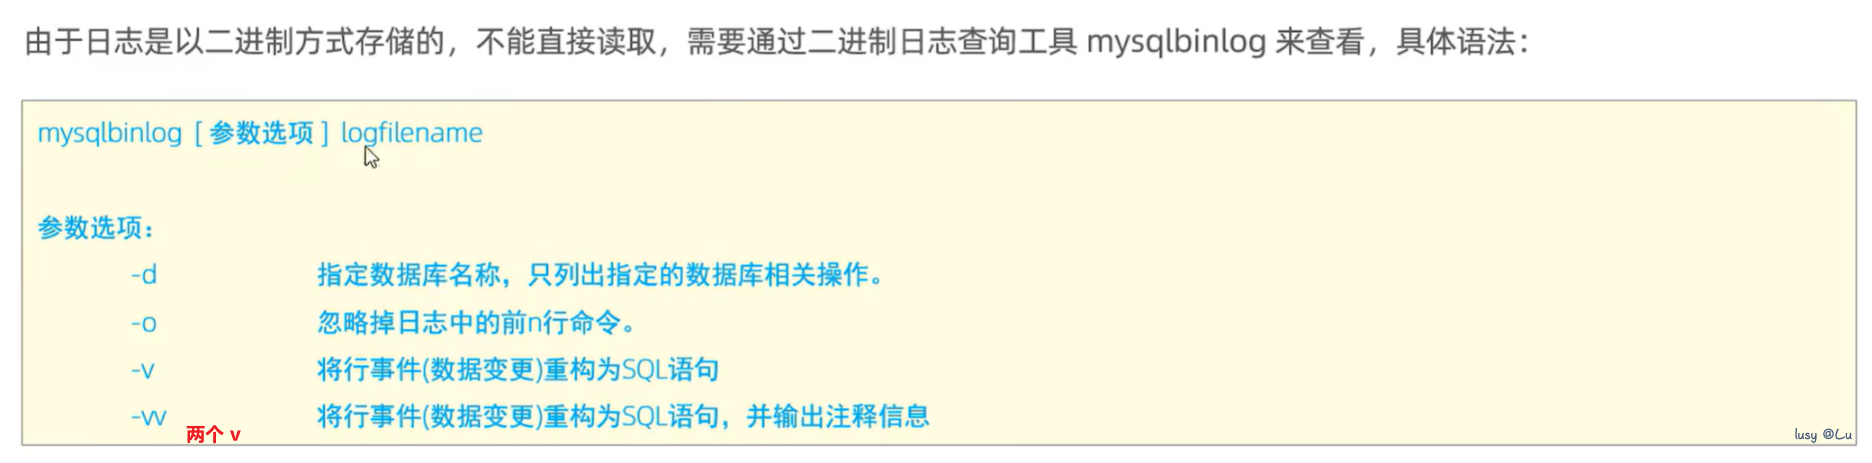 由于日志是以二进制方式存储的，不能直接读取，需要通过二进制日志查询工具 mysqlbinlog 来查看，具体语法：
mysqlbinlog [ 参数选项 ] logfilename
参数选项：
-d 指定数据库名称，只列出指定的数据库相关操作。
-o 忽略掉日志中的前n行命令。
-v 将行事件(数据变更)重构为SQL语句
-vv 将行事件(数据变更)重构为SQL语句，并输出注释信息
两个 v
lusy @Lu